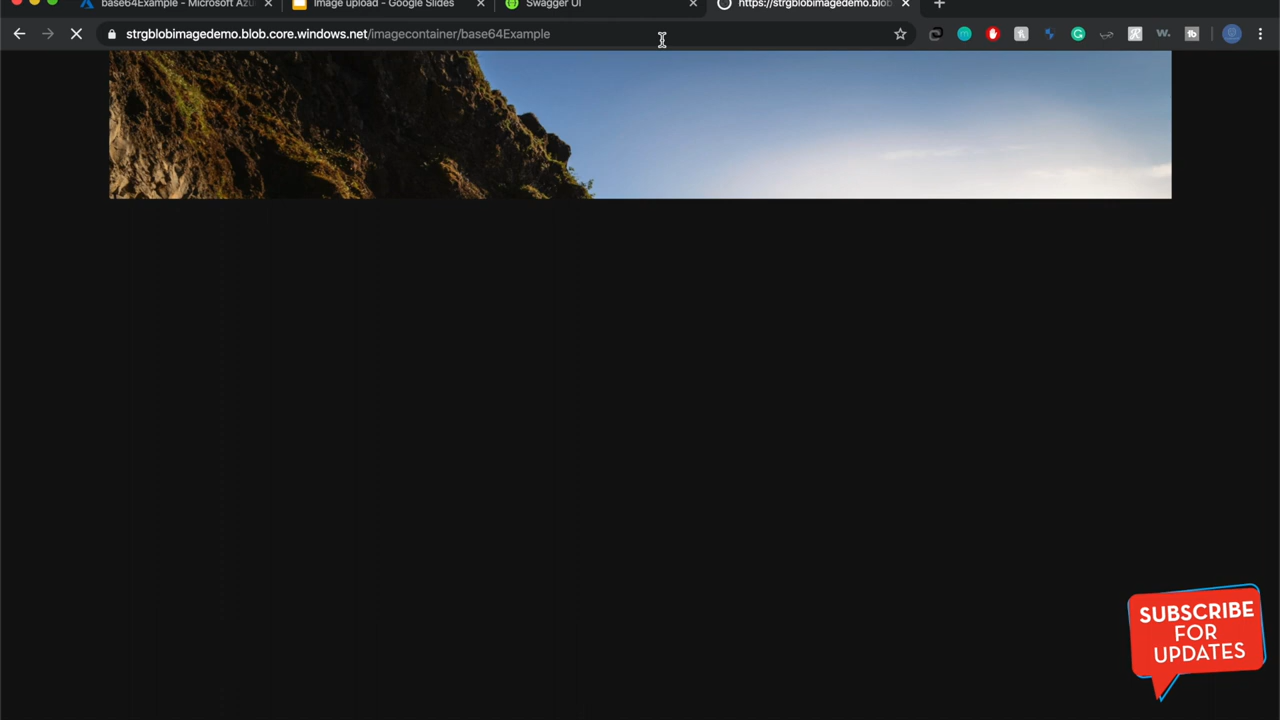 base64Example - Microsoft Azu
Image upload - Google Slides
Swagger UI
https://strgblobimagedemo.blob
strgblobimagedemo.blob.core.windows.net/imagecontainer/base64Example
SUBSCRIBE
FOR
UPDATES